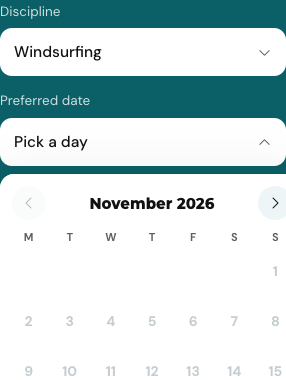 Discipline
Windsurfing
Preferred date
Pick a day
November 2026
M T W T F S S
1
2 3 4 5 6 7 8
9 10 11 12 13 14 15